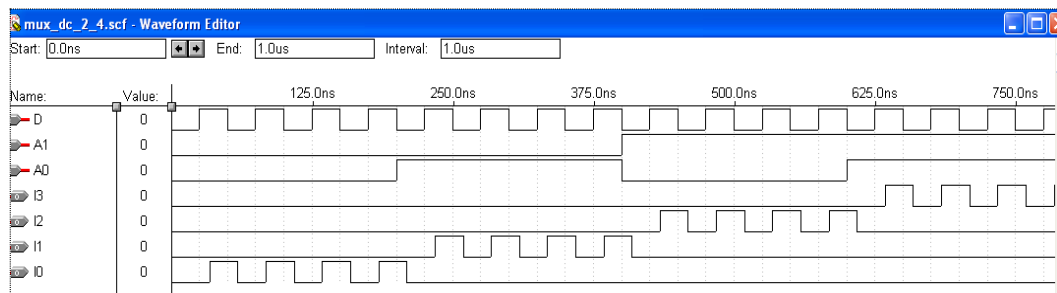 mux_dc_2_4.scf - Waveform Editor
Start: 0.0ns End: 1.0us Interval: 1.0us
Name: Value: 125.0ns 250.0ns 375.0ns 500.0ns 625.0ns 750.0ns
D 0
A1 0
A0 0
I3 0
I2 0
I1 0
I0 0